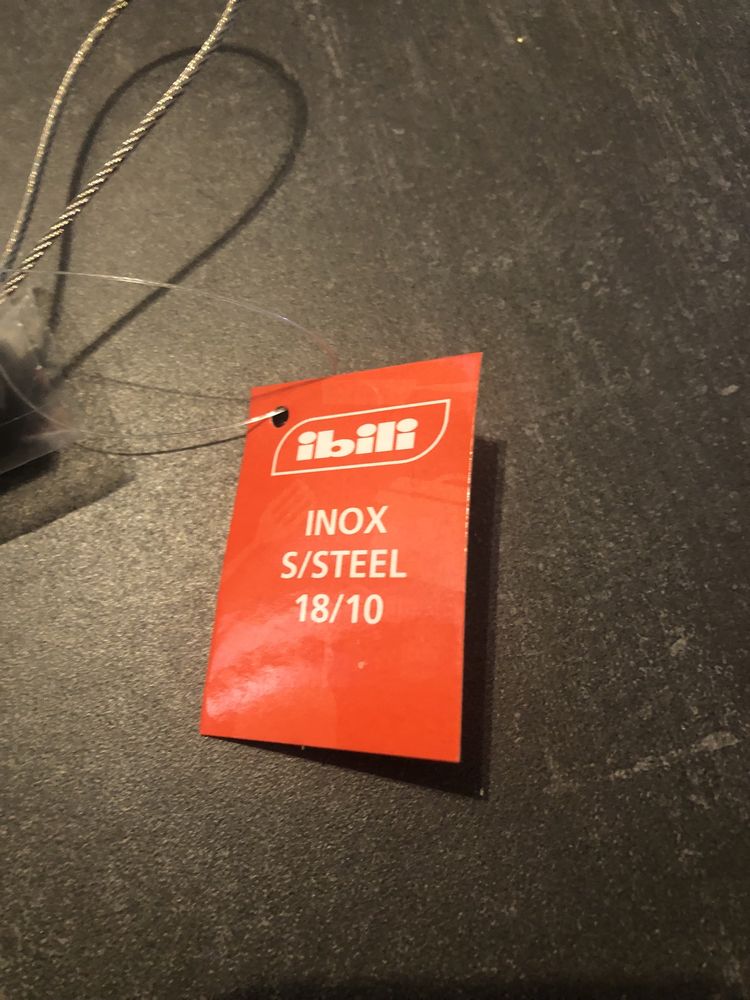 ibili
INOX
S/STEEL
18/10